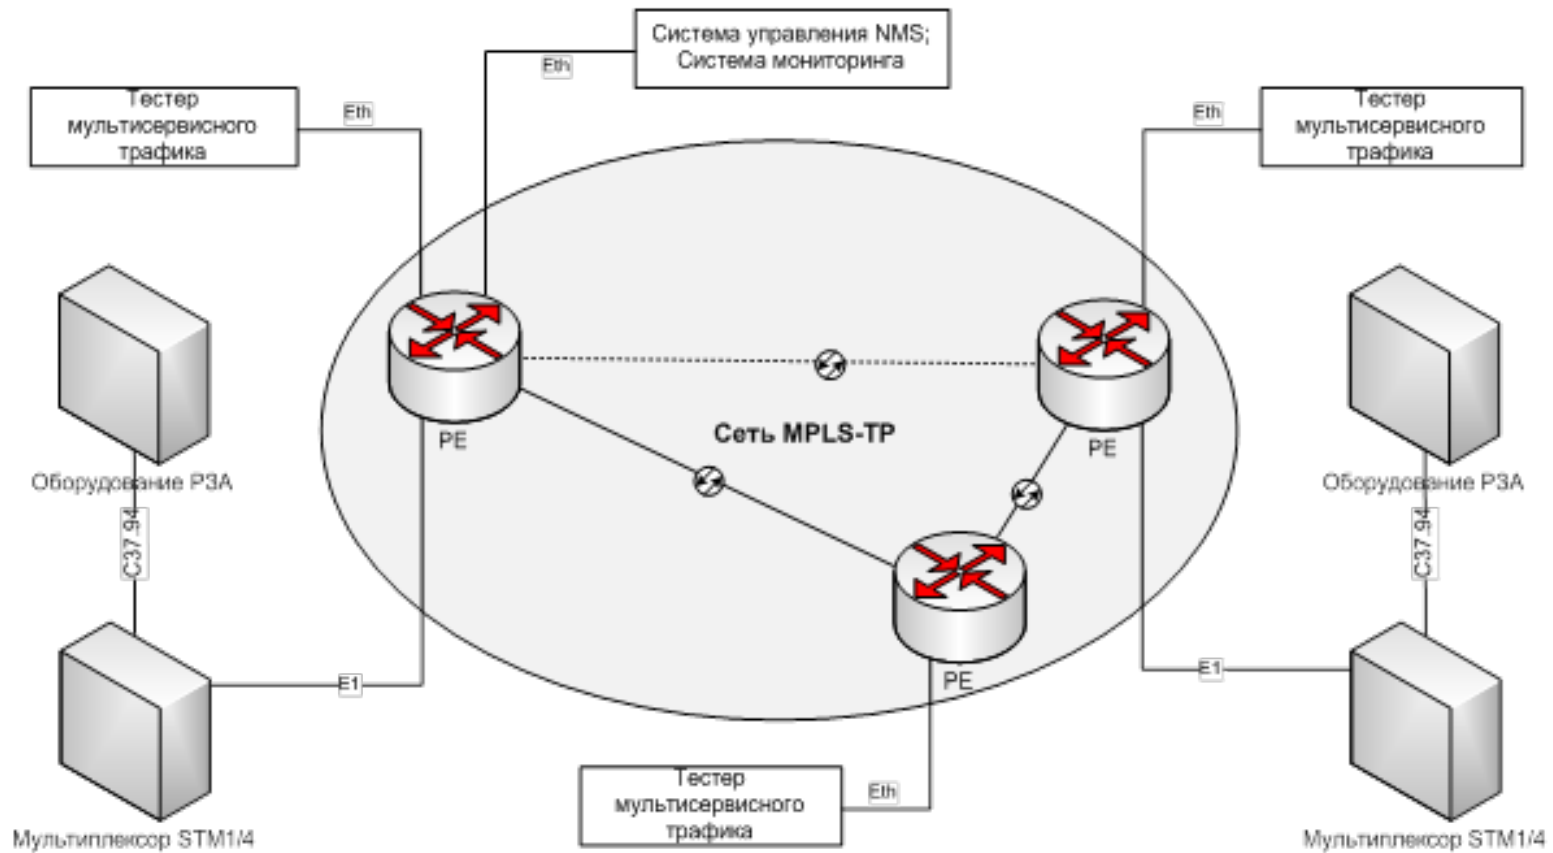 Система управления NMS;
Система мониторинга
Eth
Тестер
мультисервисного
трафика
Eth
Eth
Тестер
мультисервисного
трафика
Сеть MPLS-TP
PE
PE
Оборудование РЗА
Оборудование РЗА
C37.94
C37.94
E1
E1
PE
Тестер
мультисервисного
трафика
Eth
Мультиплексор STM1/4
Мультиплексор STM1/4